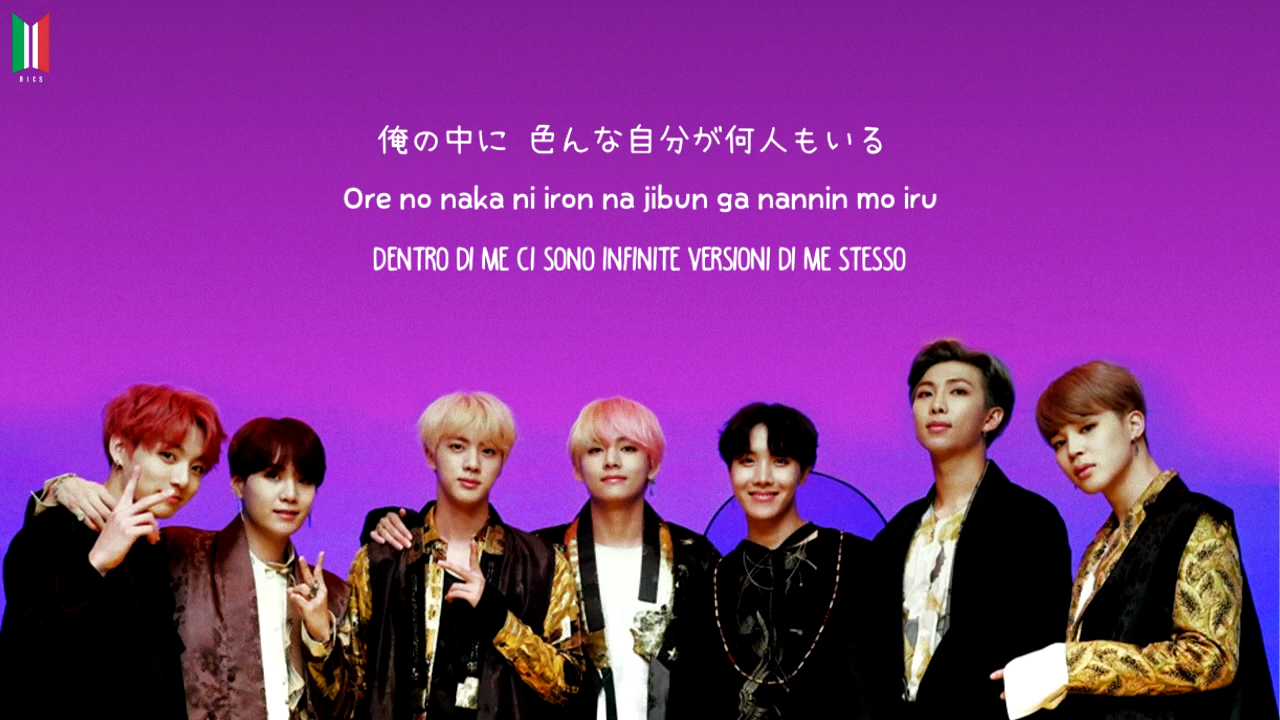 BICS
俺の中に 色んな自分が何人もいる
Ore no naka ni iron na jibun ga nannin mo iru
DENTRO DI ME CI SONO INFINITE VERSIONI DI ME STESSO